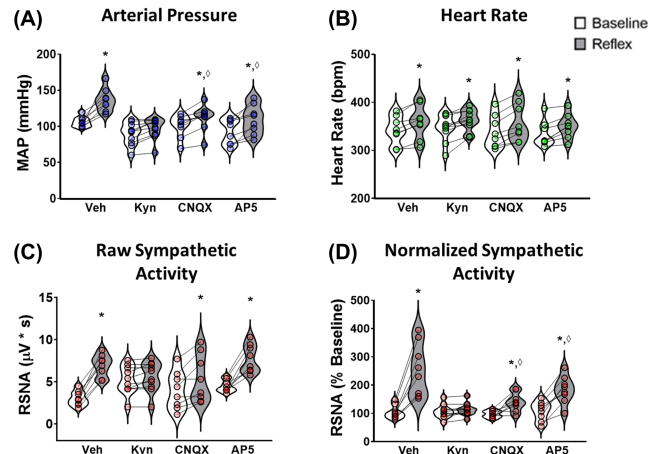 (A)
Arterial Pressure
MAP (mmHg)
200
150
100
50
0
*
*,◊
*,◊
Veh Kyn CNQX AP5
(B)
Heart Rate
Baseline
Reflex
Heart Rate (bpm)
500
400
300
200
*
*
*
*
Veh Kyn CNQX AP5
(C)
Raw Sympathetic
Activity
RSNA (μV * s)
15
10
5
0
*
*
*
Veh Kyn CNQX AP5
(D)
Normalized Sympathetic
Activity
RSNA (% Baseline)
500
400
300
200
100
0
*
*,◊
*,◊
Veh Kyn CNQX AP5